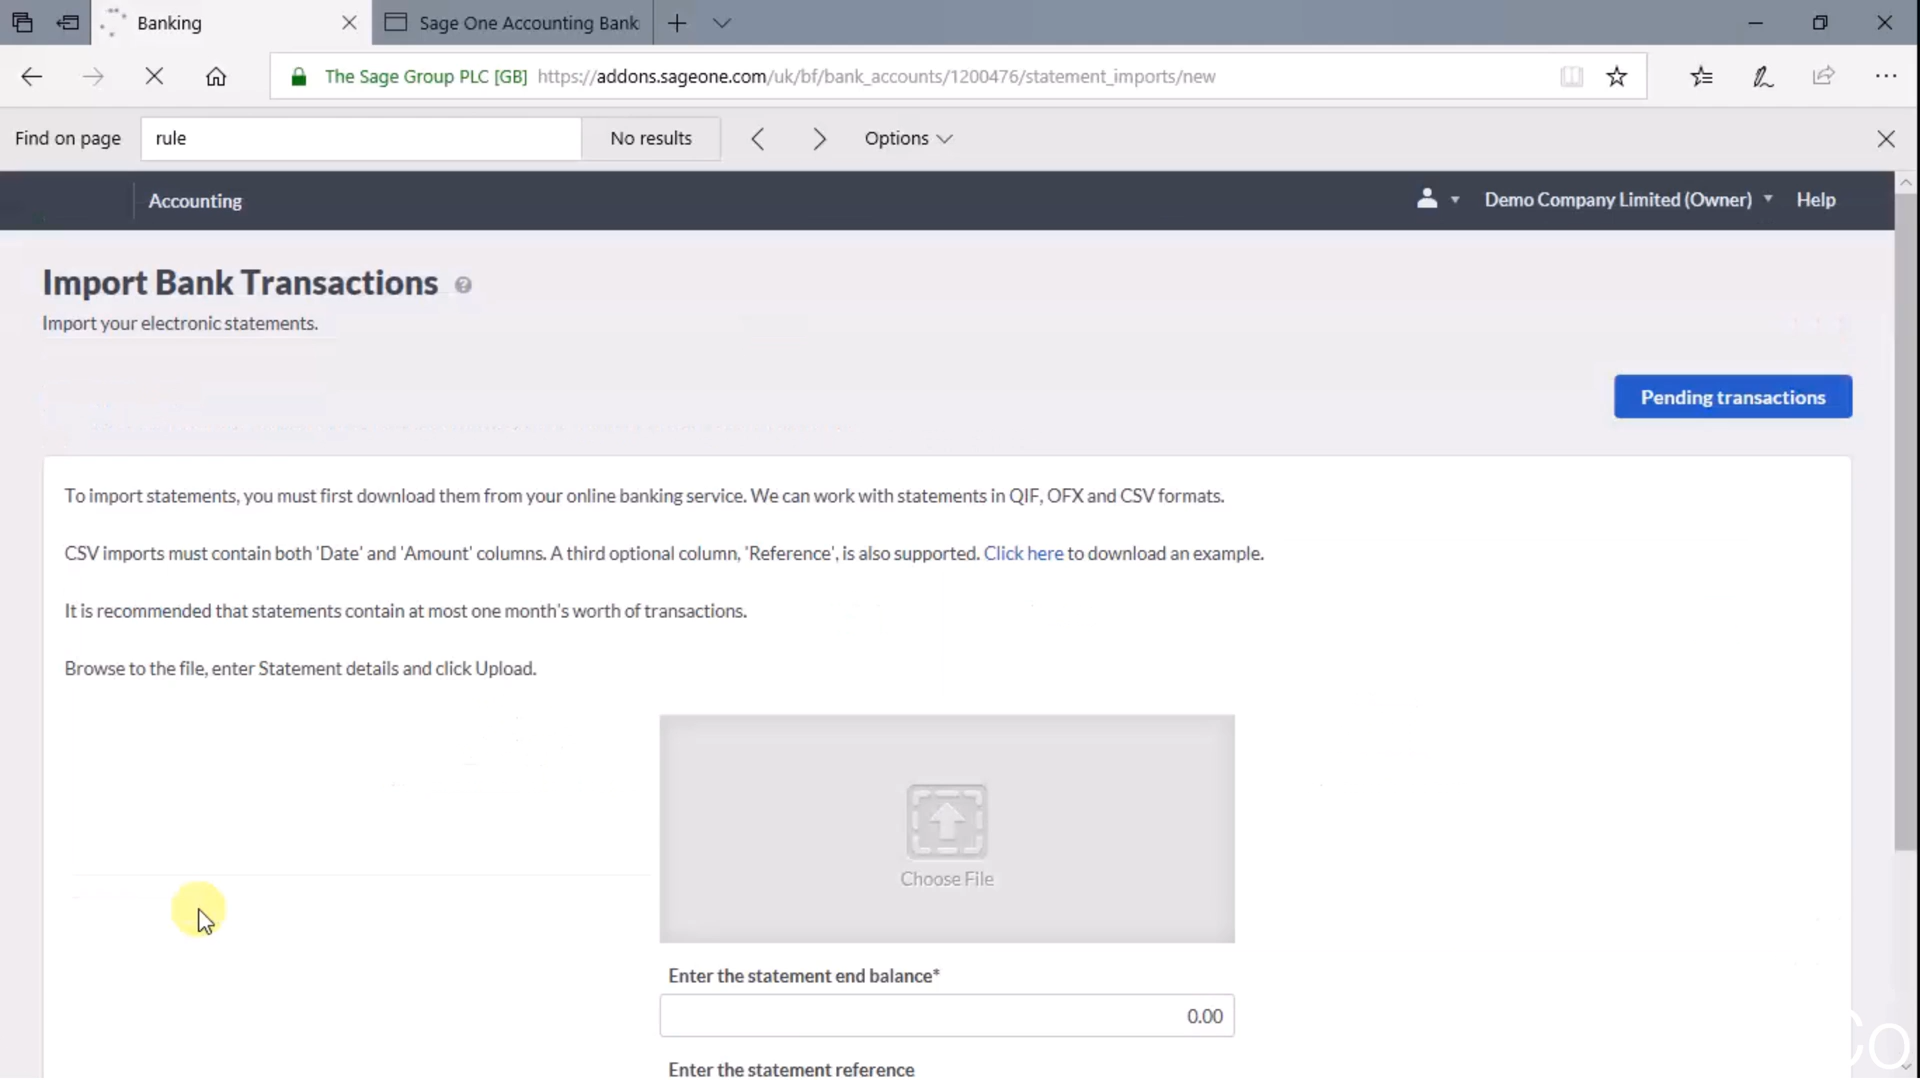 Banking
Sage One Accounting Bank
The Sage Group PLC [GB] https://addons.sageone.com/uk/bf/bank_accounts/1200476/statement_imports/new
Find on page rule No results Options
Accounting Demo Company Limited (Owner) Help
Import Bank Transactions
Import your electronic statements.
Pending transactions
To import statements, you must first download them from your online banking service. We can work with statements in QIF, OFX and CSV formats.
CSV imports must contain both 'Date' and 'Amount' columns. A third optional column, 'Reference', is also supported. Click here to download an example.
It is recommended that statements contain at most one month's worth of transactions.
Browse to the file, enter Statement details and click Upload.
Choose File
Enter the statement end balance*
0.00
Enter the statement reference
Co